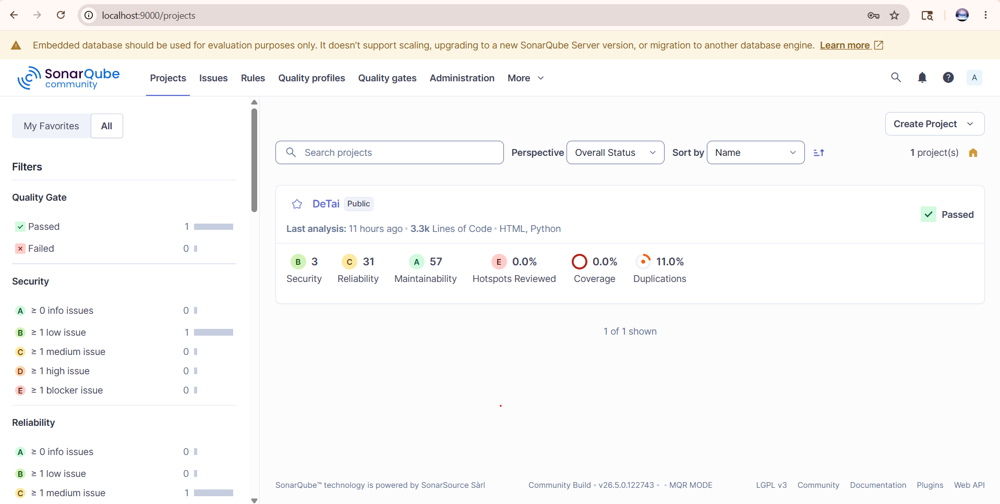 localhost:9000/projects
Embedded database should be used for evaluation purposes only. It doesn't support scaling, upgrading to a new SonarQube Server version, or migration to another database engine. Learn more
SonarQube community
Projects Issues Rules Quality profiles Quality gates Administration More ? A
My Favorites All
Filters
Quality Gate
Passed 1
Failed 0
Security
A ≥ 0 info issues 0
B ≥ 1 low issue 1
C ≥ 1 medium issue 0
D ≥ 1 high issue 0
E ≥ 1 blocker issue 0
Reliability
A ≥ 0 info issues 0
B ≥ 1 low issue 0
C ≥ 1 medium issue 1
Create Project
Search projects Perspective Overall Status Sort by Name 1 project(s)
DeTai Public
Passed
Last analysis: 11 hours ago • 3.3k Lines of Code • HTML, Python
B 3 C 31 A 57 E 0.0% 0.0% 11.0%
Security Reliability Maintainability Hotspots Reviewed Coverage Duplications
1 of 1 shown
SonarQube™ technology is powered by SonarSource Sàrl Community Build • v26.5.0.122743 • • MQR MODE LGPL v3 Community Documentation Plugins Web API